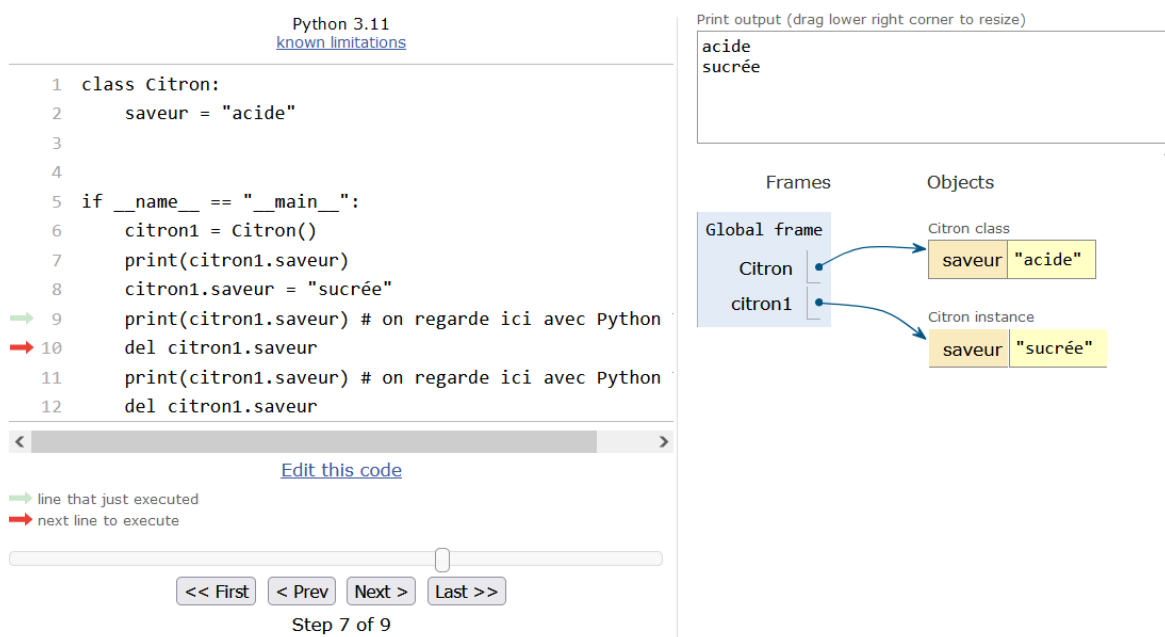 Python 3.11
known limitations
1 class Citron:
2 saveur = "acide"
3
4
5 if __name__ == "__main__":
6 citron1 = Citron()
7 print(citron1.saveur)
8 citron1.saveur = "sucrée"
9 print(citron1.saveur) # on regarde ici avec Python
10 del citron1.saveur
11 print(citron1.saveur) # on regarde ici avec Python
12 del citron1.saveur
Edit this code
line that just executed
next line to execute
<< First < Prev Next > Last >>
Step 7 of 9
Print output (drag lower right corner to resize)
acide
sucrée
Frames Objects
Global frame
Citron
citron1
Citron class
saveur "acide"
Citron instance
saveur "sucrée"